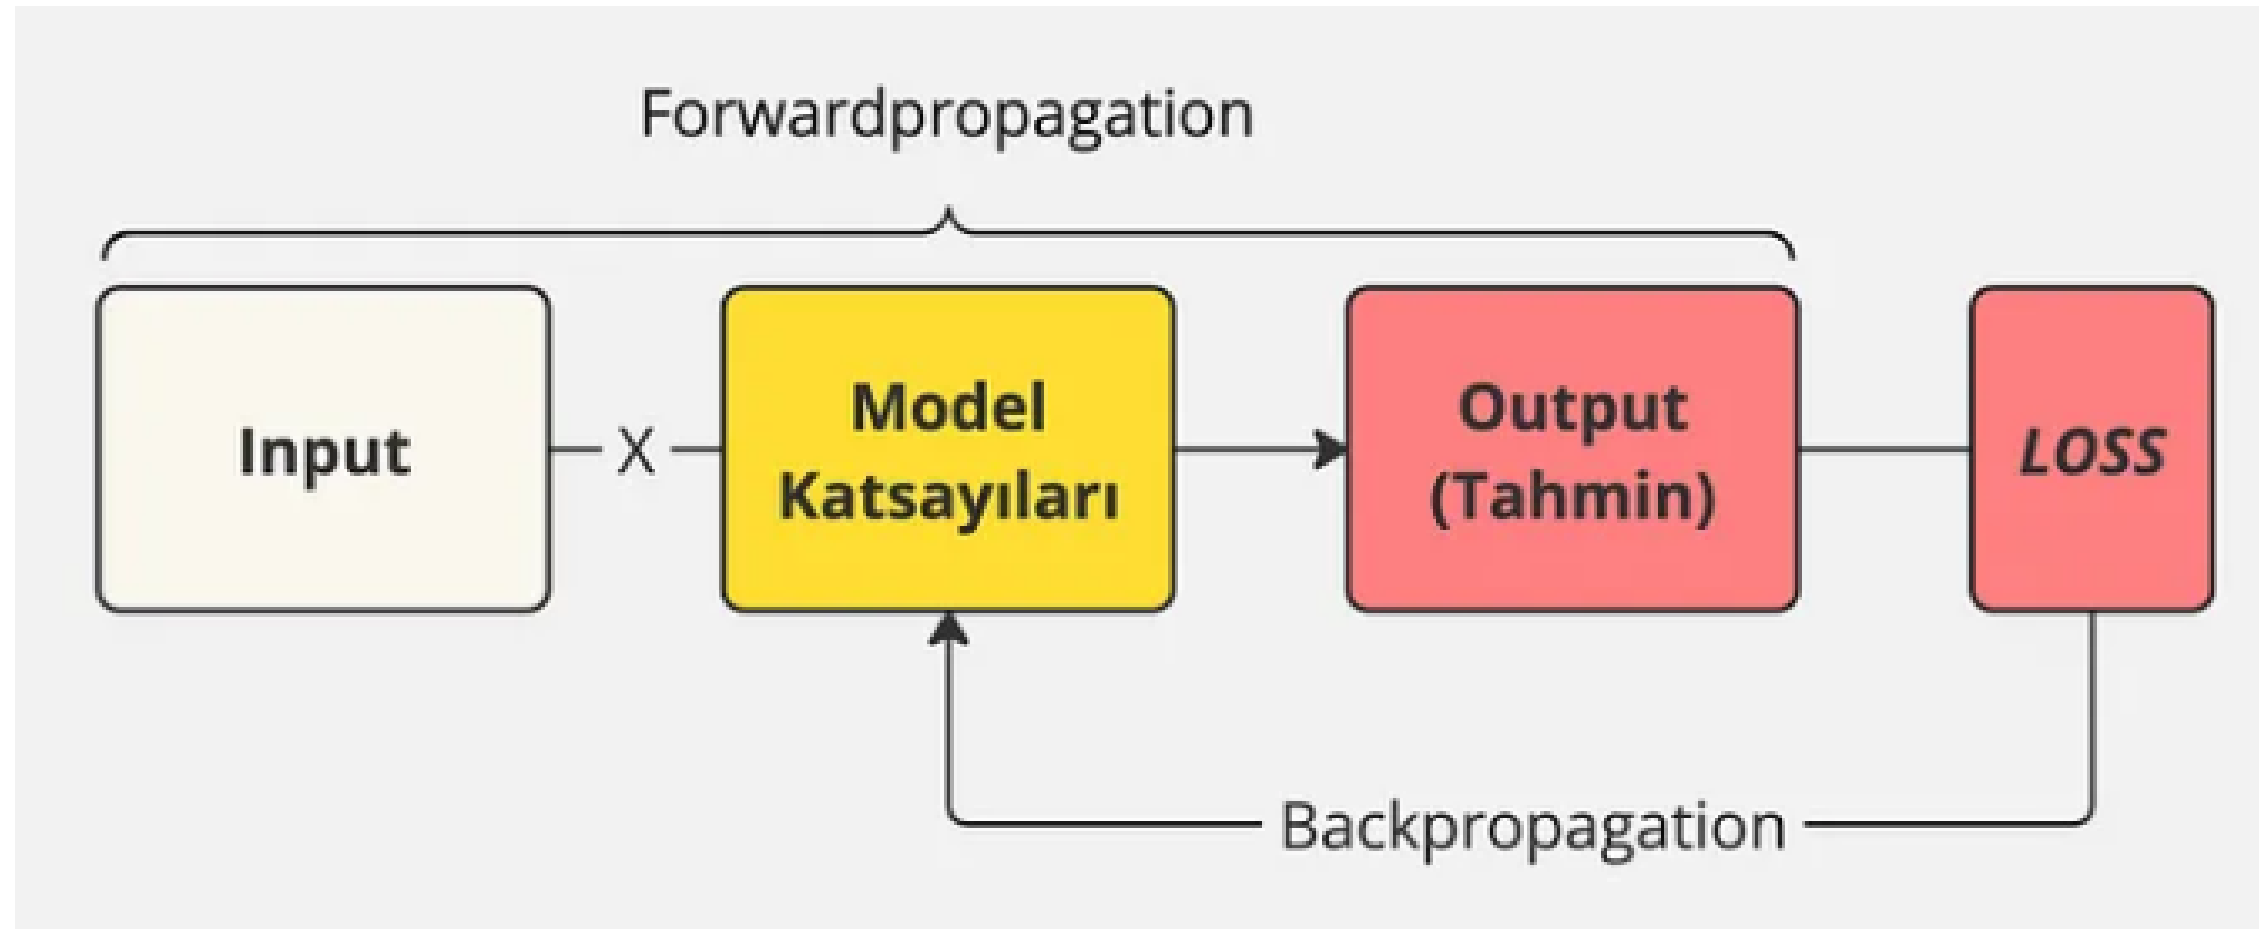 Forwardpropagation
Input
X
Model
Katsayıları
Output
(Tahmin)
LOSS
Backpropagation